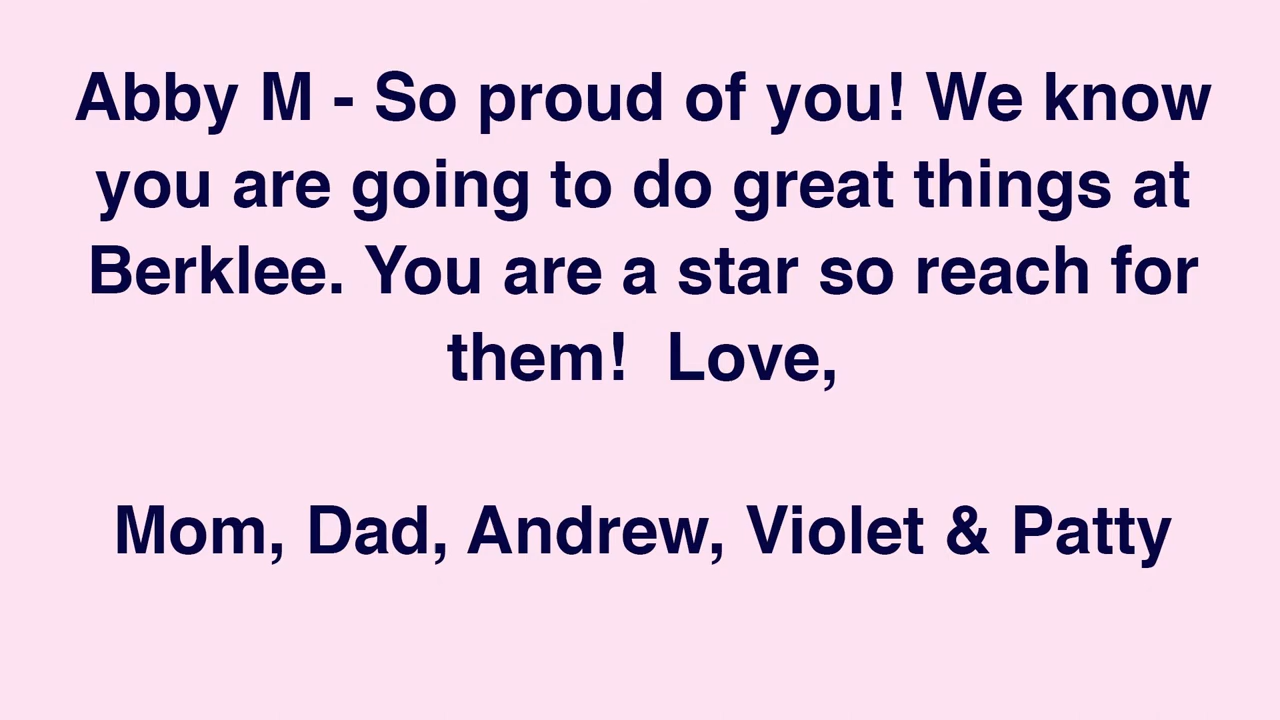 Abby M - So proud of you! We know
you are going to do great things at
Berklee. You are a star so reach for
them!  Love,
Mom, Dad, Andrew, Violet & Patty